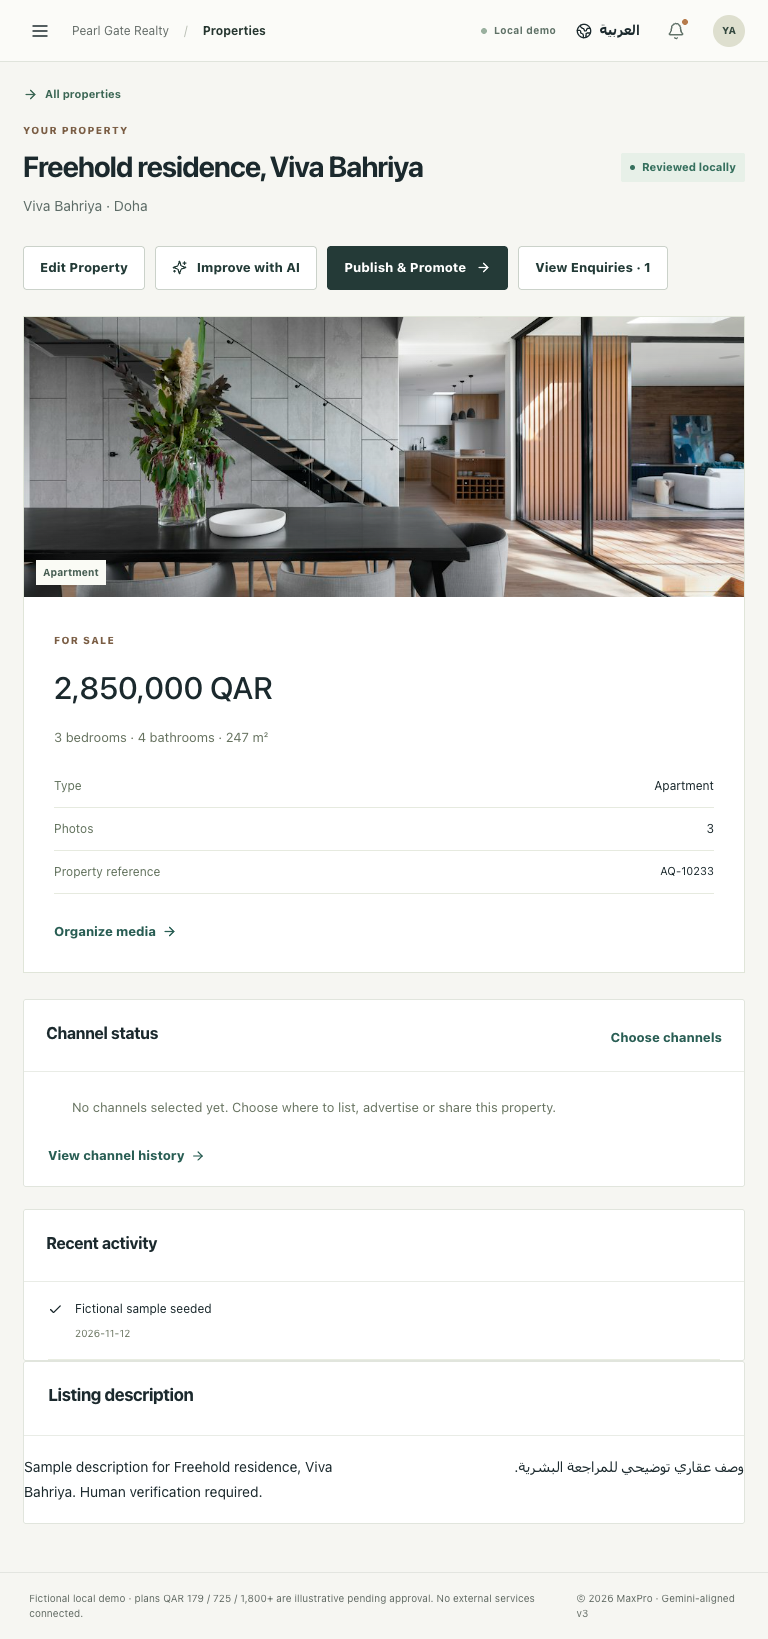 Pearl Gate Realty / Properties
Local demo
العربية
YA
All properties
YOUR PROPERTY
Freehold residence, Viva Bahriya
Reviewed locally
Viva Bahriya · Doha
Edit Property
Improve with AI
Publish & Promote
View Enquiries · 1
Apartment
FOR SALE
2,850,000 QAR
3 bedrooms · 4 bathrooms · 247 m²
Type Apartment
Photos 3
Property reference AQ-10233
Organize media
Channel status
Choose channels
No channels selected yet. Choose where to list, advertise or share this property.
View channel history
Recent activity
Fictional sample seeded
2026-11-12
Listing description
Sample description for Freehold residence, Viva
Bahriya. Human verification required.
وصف عقاري توضيحي للمراجعة البشرية.
Fictional local demo · plans QAR 179 / 725 / 1,800+ are illustrative pending approval. No external services
connected.
© 2026 MaxPro · Gemini-aligned
v3